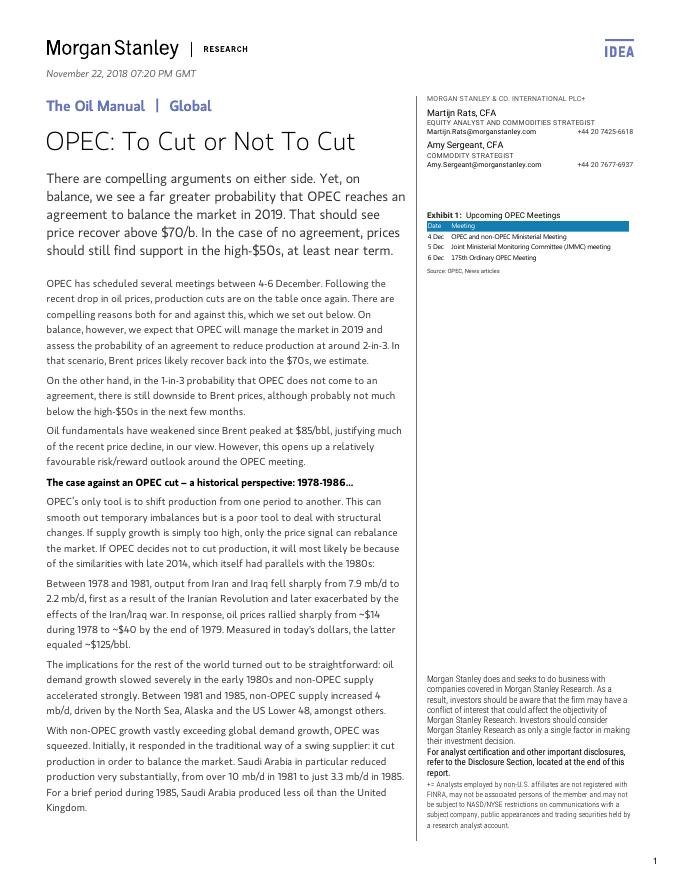 Morgan Stanley | RESEARCH
IDEA
November 22, 2018 07:20 PM GMT
The Oil Manual | Global
OPEC: To Cut or Not To Cut
There are compelling arguments on either side. Yet, on
balance, we see a far greater probability that OPEC reaches an
agreement to balance the market in 2019. That should see
price recover above $70/b. In the case of no agreement, prices
should still find support in the high-$50s, at least near term.
OPEC has scheduled several meetings between 4-6 December. Following the
recent drop in oil prices, production cuts are on the table once again. There are
compelling reasons both for and against this, which we set out below. On
balance, however, we expect that OPEC will manage the market in 2019 and
assess the probability of an agreement to reduce production at around 2-in-3. In
that scenario, Brent prices likely recover back into the $70s, we estimate.
On the other hand, in the 1-in-3 probability that OPEC does not come to an
agreement, there is still downside to Brent prices, although probably not much
below the high-$50s in the next few months.
Oil fundamentals have weakened since Brent peaked at $85/bbl, justifying much
of the recent price decline, in our view. However, this opens up a relatively
favourable risk/reward outlook around the OPEC meeting.
The case against an OPEC cut – a historical perspective: 1978-1986...
OPEC's only tool is to shift production from one period to another. This can
smooth out temporary imbalances but is a poor tool to deal with structural
changes. If supply growth is simply too high, only the price signal can rebalance
the market. If OPEC decides not to cut production, it will most likely be because
of the similarities with late 2014, which itself had parallels with the 1980s:
Between 1978 and 1981, output from Iran and Iraq fell sharply from 7.9 mb/d to
2.2 mb/d, first as a result of the Iranian Revolution and later exacerbated by the
effects of the Iran/Iraq war. In response, oil prices rallied sharply from ~$14
during 1978 to ~$40 by the end of 1979. Measured in today's dollars, the latter
equaled ~$125/bbl.
The implications for the rest of the world turned out to be straightforward: oil
demand growth slowed severely in the early 1980s and non-OPEC supply
accelerated strongly. Between 1981 and 1985, non-OPEC supply increased 4
mb/d, driven by the North Sea, Alaska and the US Lower 48, amongst others.
With non-OPEC growth vastly exceeding global demand growth, OPEC was
squeezed. Initially, it responded in the traditional way of a swing supplier: it cut
production in order to balance the market. Saudi Arabia in particular reduced
production very substantially, from over 10 mb/d in 1981 to just 3.3 mb/d in 1985.
For a brief period during 1985, Saudi Arabia produced less oil than the United
Kingdom.
MORGAN STANLEY & CO. INTERNATIONAL PLC+
Martijn Rats, CFA
EQUITY ANALYST AND COMMODITIES STRATEGIST
Martijn.Rats@morganstanley.com +44 20 7425-6618
Amy Sergeant, CFA
COMMODITY STRATEGIST
Amy.Sergeant@morganstanley.com +44 20 7677-6937
Exhibit 1: Upcoming OPEC Meetings
Date Meeting
4 Dec OPEC and non-OPEC Ministerial Meeting
5 Dec Joint Ministerial Monitoring Committee (JMMC) meeting
6 Dec 175th Ordinary OPEC Meeting
Source: OPEC, News articles
Morgan Stanley does and seeks to do business with
companies covered in Morgan Stanley Research. As a
result, investors should be aware that the firm may have a
conflict of interest that could affect the objectivity of
Morgan Stanley Research. Investors should consider
Morgan Stanley Research as only a single factor in making
their investment decision.
For analyst certification and other important disclosures,
refer to the Disclosure Section, located at the end of this
report.
+= Analysts employed by non-U.S. affiliates are not registered with
FINRA, may not be associated persons of the member and may not
be subject to NASD/NYSE restrictions on communications with a
subject company, public appearances and trading securities held by
a research analyst account.
1